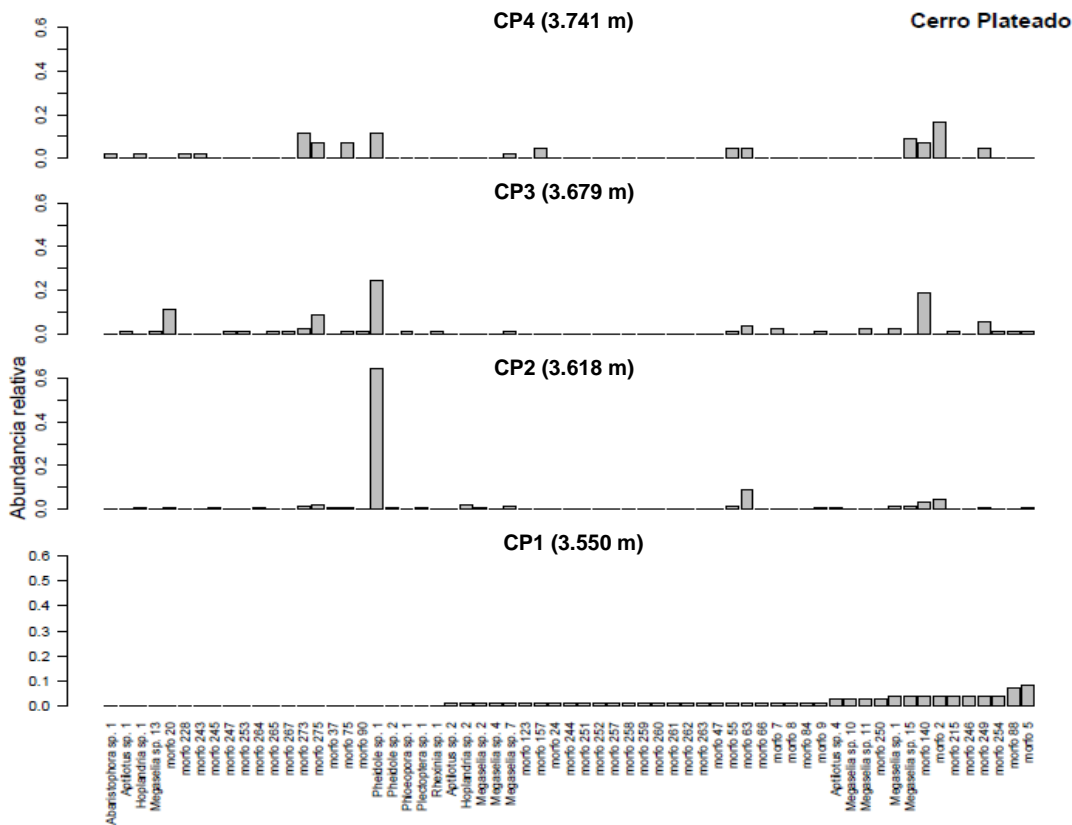 CP4 (3.741 m)
Cerro Plateado
0.6
0.4
0.2
0.0
CP3 (3.679 m)
0.6
0.4
0.2
0.0
CP2 (3.618 m)
0.6
0.4
0.2
0.0
Abundancia relativa
CP1 (3.550 m)
0.6
0.5
0.4
0.3
0.2
0.1
0.0
Abaristophora sp. 1
Aptilotus sp. 1
Hoplandria sp. 1
Megaselia sp. 13
morfo 20
morfo 228
morfo 243
morfo 245
morfo 247
morfo 253
morfo 264
morfo 265
morfo 267
morfo 273
morfo 275
morfo 37
morfo 75
morfo 90
Pheidole sp. 1
Pheidole sp. 2
Phloeopora sp. 1
Plectoptera sp. 1
Rhexinia sp. 1
Aptilotus sp. 2
Hoplandria sp. 2
Megaselia sp. 2
Megaselia sp. 4
Megaselia sp. 7
morfo 123
morfo 157
morfo 24
morfo 244
morfo 251
morfo 252
morfo 257
morfo 258
morfo 259
morfo 260
morfo 261
morfo 262
morfo 263
morfo 47
morfo 55
morfo 63
morfo 66
morfo 7
morfo 8
morfo 84
morfo 9
Aptilotus sp. 4
Megaselia sp. 10
Megaselia sp. 11
morfo 250
Megaselia sp. 1
Megaselia sp. 15
morfo 140
morfo 2
morfo 215
morfo 246
morfo 249
morfo 254
morfo 88
morfo 5